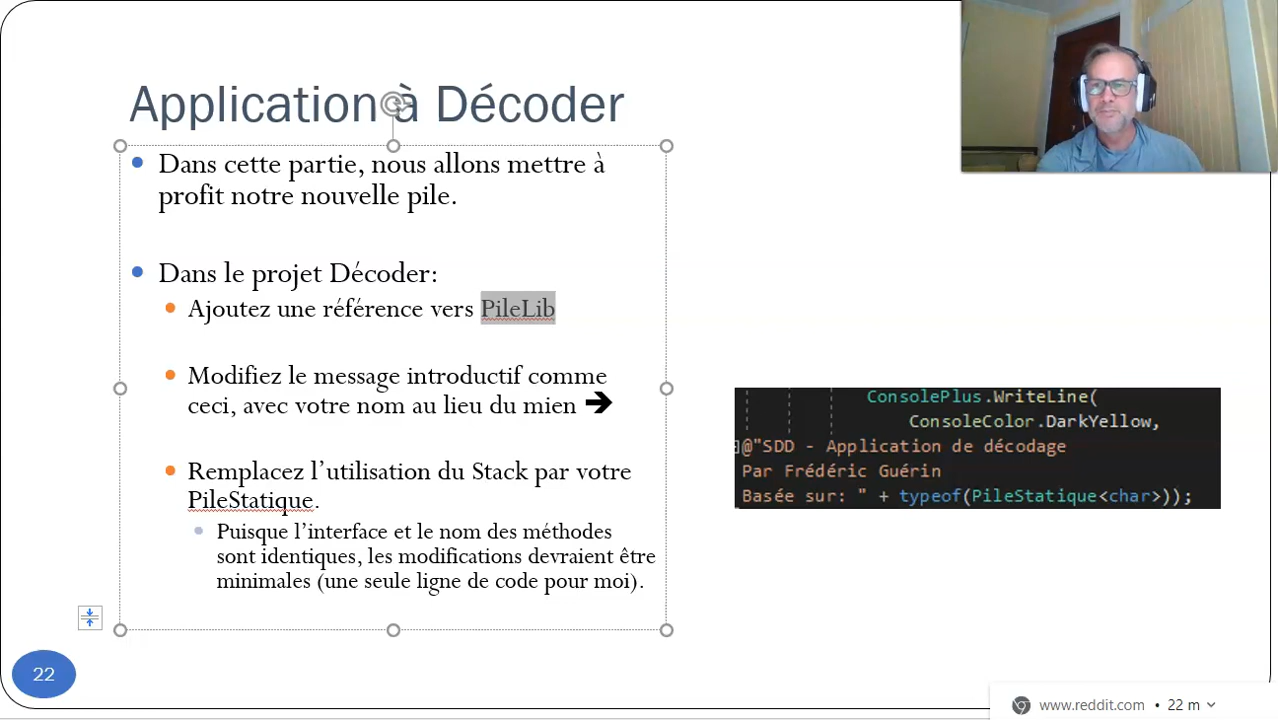 Application à Décoder
Dans cette partie, nous allons mettre à
profit notre nouvelle pile.
Dans le projet Décoder:
Ajoutez une référence vers PileLib
Modifiez le message introductif comme
ceci, avec votre nom au lieu du mien ➔
Remplacez l’utilisation du Stack par votre
PileStatique.
Puisque l’interface et le nom des méthodes
sont identiques, les modifications devraient être
minimales (une seule ligne de code pour moi).
ConsolePlus.WriteLine(
ConsoleColor.DarkYellow,
@"SDD - Application de décodage
Par Frédéric Guérin
Basée sur: " + typeof(PileStatique<char>));
22
www.reddit.com • 22 m